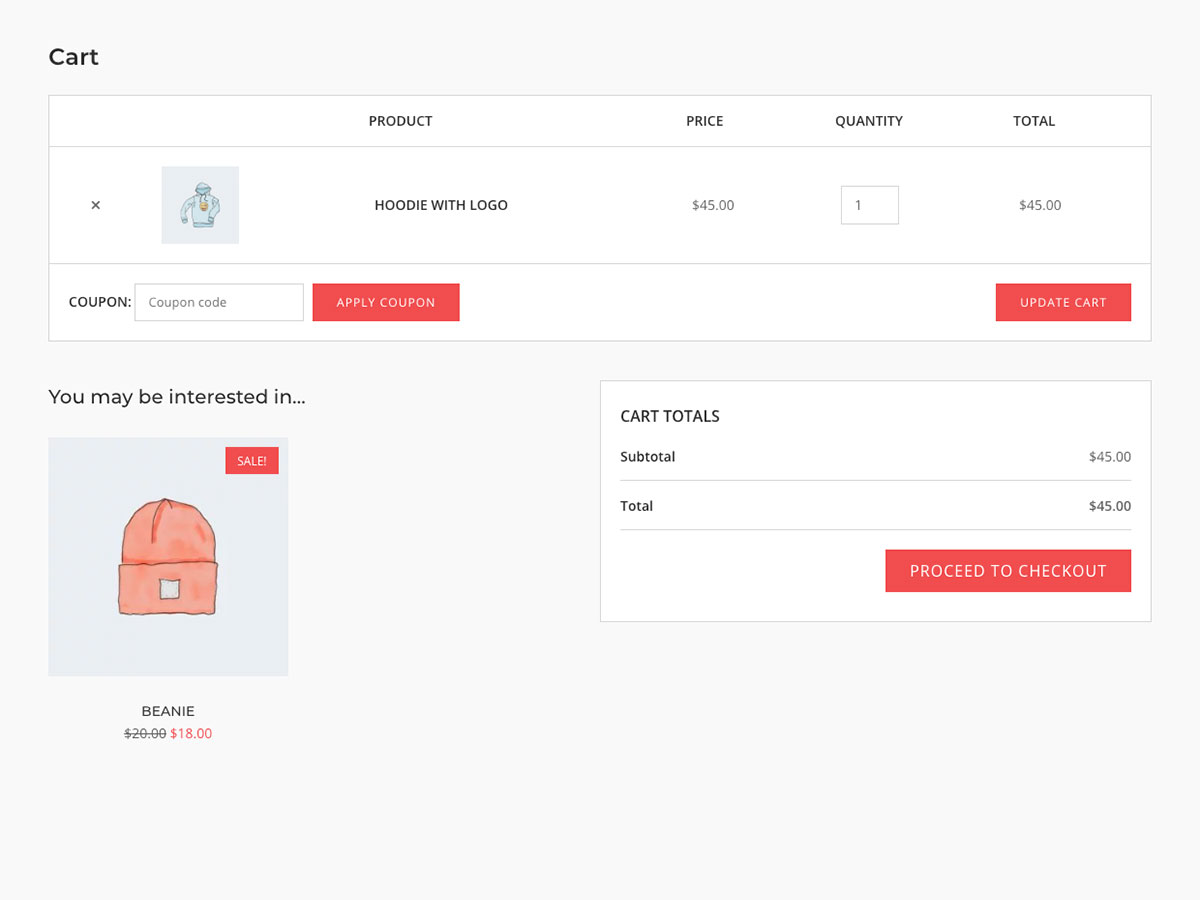 Cart
PRODUCT PRICE QUANTITY TOTAL
× HOODIE WITH LOGO $45.00 1 $45.00
COUPON: Coupon code APPLY COUPON UPDATE CART
You may be interested in...
SALE!
BEANIE
$20.00 $18.00
CART TOTALS
Subtotal $45.00
Total $45.00
PROCEED TO CHECKOUT